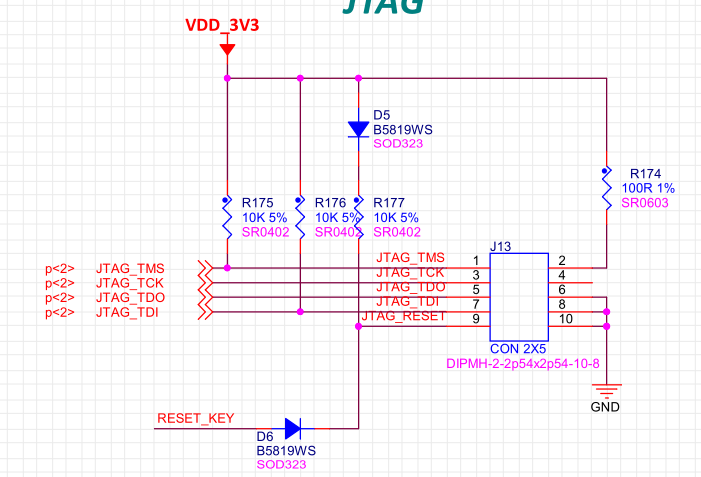 JTAG
VDD_3V3
D5
B5819WS
SOD323
R174
100R 1%
SR0603
R175
10K 5%
SR0402
R176
10K 5%
SR0402
R177
10K 5%
SR0402
J13
p<2> JTAG_TMS
p<2> JTAG_TCK
p<2> JTAG_TDO
p<2> JTAG_TDI
JTAG_TMS 1 2
JTAG_TCK 3 4
JTAG_TDO 5 6
JTAG_TDI 7 8
JTAG_RESET 9 10
CON 2X5
DIPMH-2-2p54x2p54-10-8
GND
RESET_KEY
D6
B5819WS
SOD323